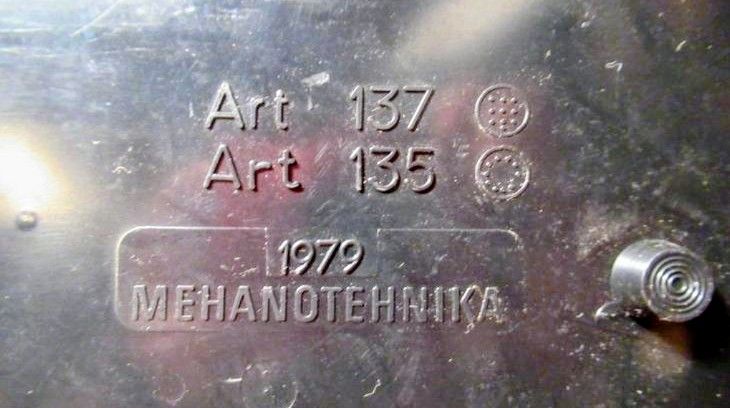 Art 137
Art 135
1979
MEHANOTEHNIKA